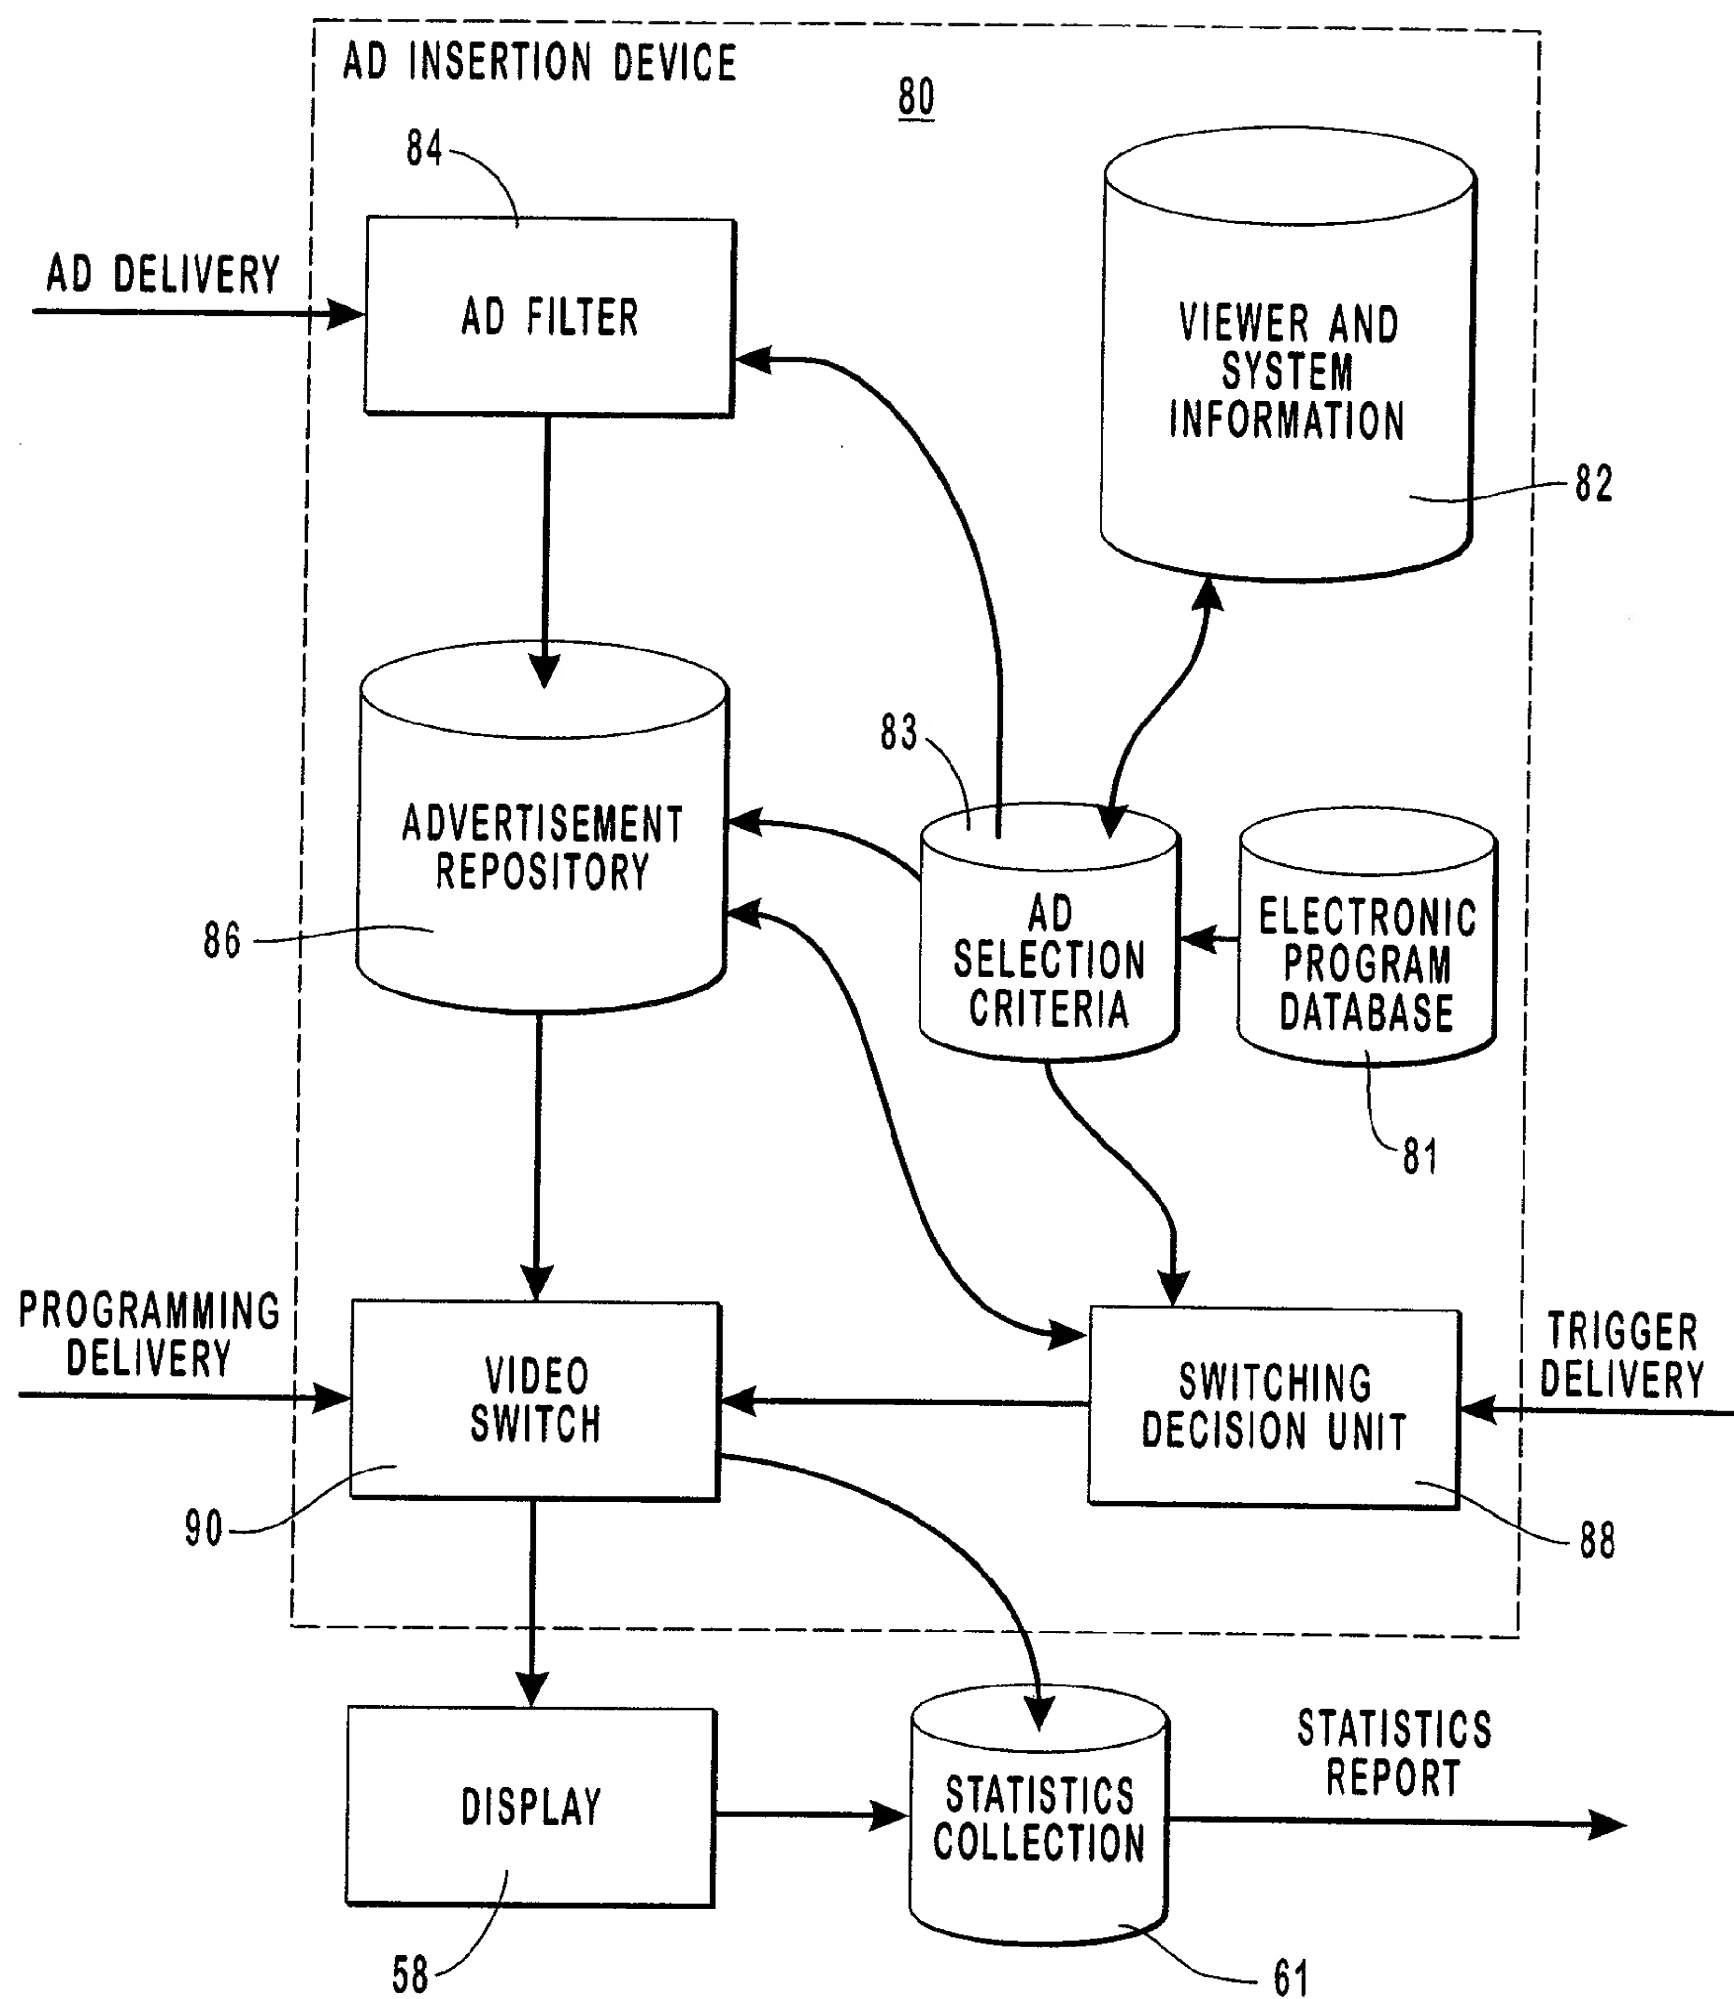 AD INSERTION DEVICE
80
84
AD DELIVERY
AD FILTER
VIEWER AND
SYSTEM
INFORMATION
82
83
ADVERTISEMENT
REPOSITORY
86
AD
SELECTION
CRITERIA
ELECTRONIC
PROGRAM
DATABASE
81
PROGRAMMING
DELIVERY
VIDEO
SWITCH
90
SWITCHING
DECISION UNIT
TRIGGER
DELIVERY
88
DISPLAY
58
STATISTICS
COLLECTION
61
STATISTICS
REPORT